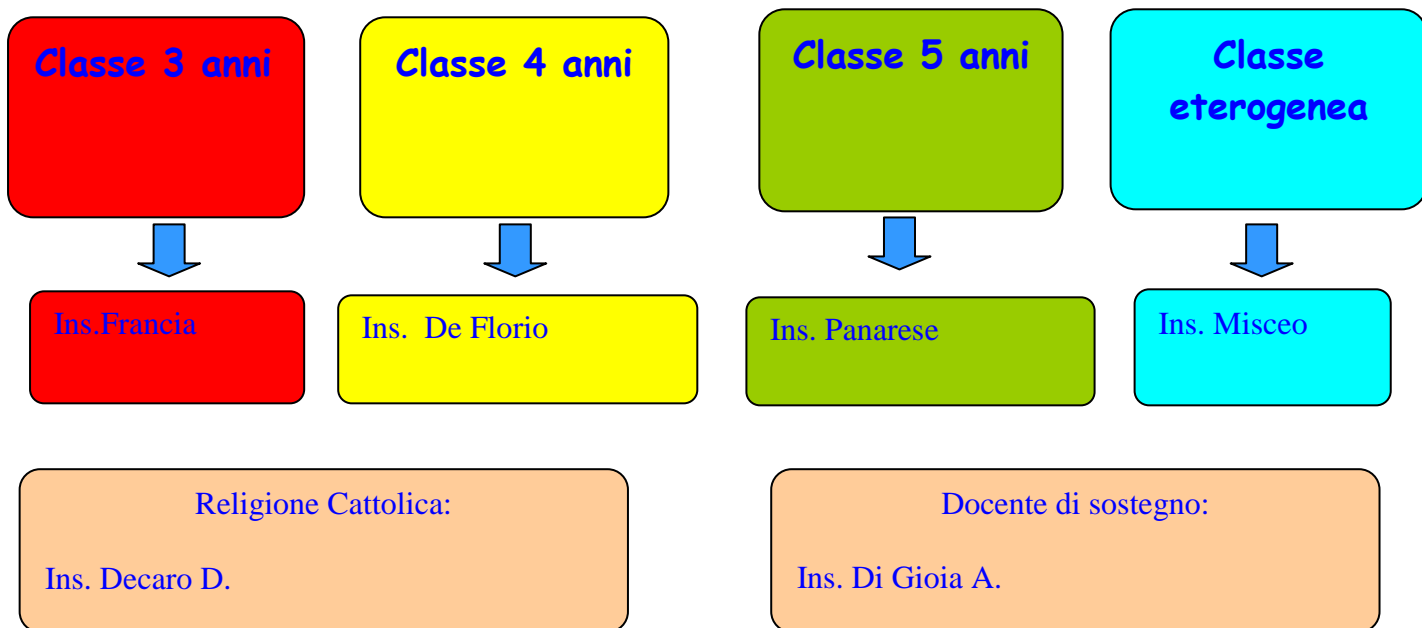 Classe 3 anni
Classe 4 anni
Classe 5 anni
Classe
eterogenea
Ins.Francia
Ins. De Florio
Ins. Panarese
Ins. Misceo
Religione Cattolica:
Ins. Decaro D.
Docente di sostegno:
Ins. Di Gioia A.